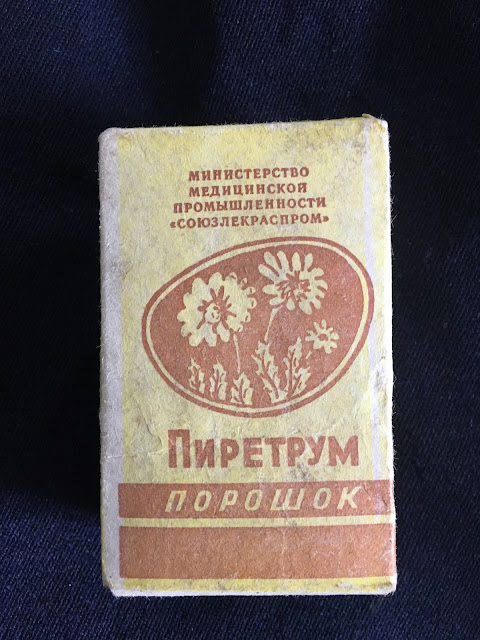 МИНИСТЕРСТВО
МЕДИЦИНСКОЙ
ПРОМЫШЛЕННОСТИ
«СОЮЗЛЕКРАСПРОМ»
ПИРЕТРУМ
ПОРОШОК